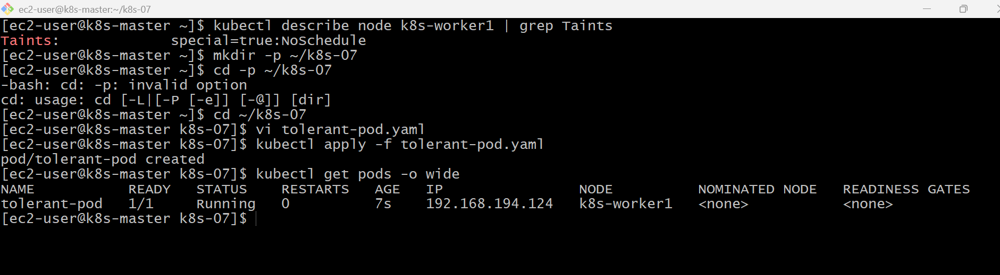 ec2-user@k8s-master:~/k8s-07
[ec2-user@k8s-master ~]$ kubectl describe node k8s-worker1 | grep Taints
Taints:             special=true:NoSchedule
[ec2-user@k8s-master ~]$ mkdir -p ~/k8s-07
[ec2-user@k8s-master ~]$ cd -p ~/k8s-07
-bash: cd: -p: invalid option
cd: usage: cd [-L|[-P [-e]] [-@]] [dir]
[ec2-user@k8s-master ~]$ cd ~/k8s-07
[ec2-user@k8s-master k8s-07]$ vi tolerant-pod.yaml
[ec2-user@k8s-master k8s-07]$ kubectl apply -f tolerant-pod.yaml
pod/tolerant-pod created
[ec2-user@k8s-master k8s-07]$ kubectl get pods -o wide
NAME           READY   STATUS    RESTARTS   AGE   IP                NODE          NOMINATED NODE   READINESS GATES
tolerant-pod   1/1     Running   0          7s    192.168.194.124   k8s-worker1   <none>           <none>
[ec2-user@k8s-master k8s-07]$